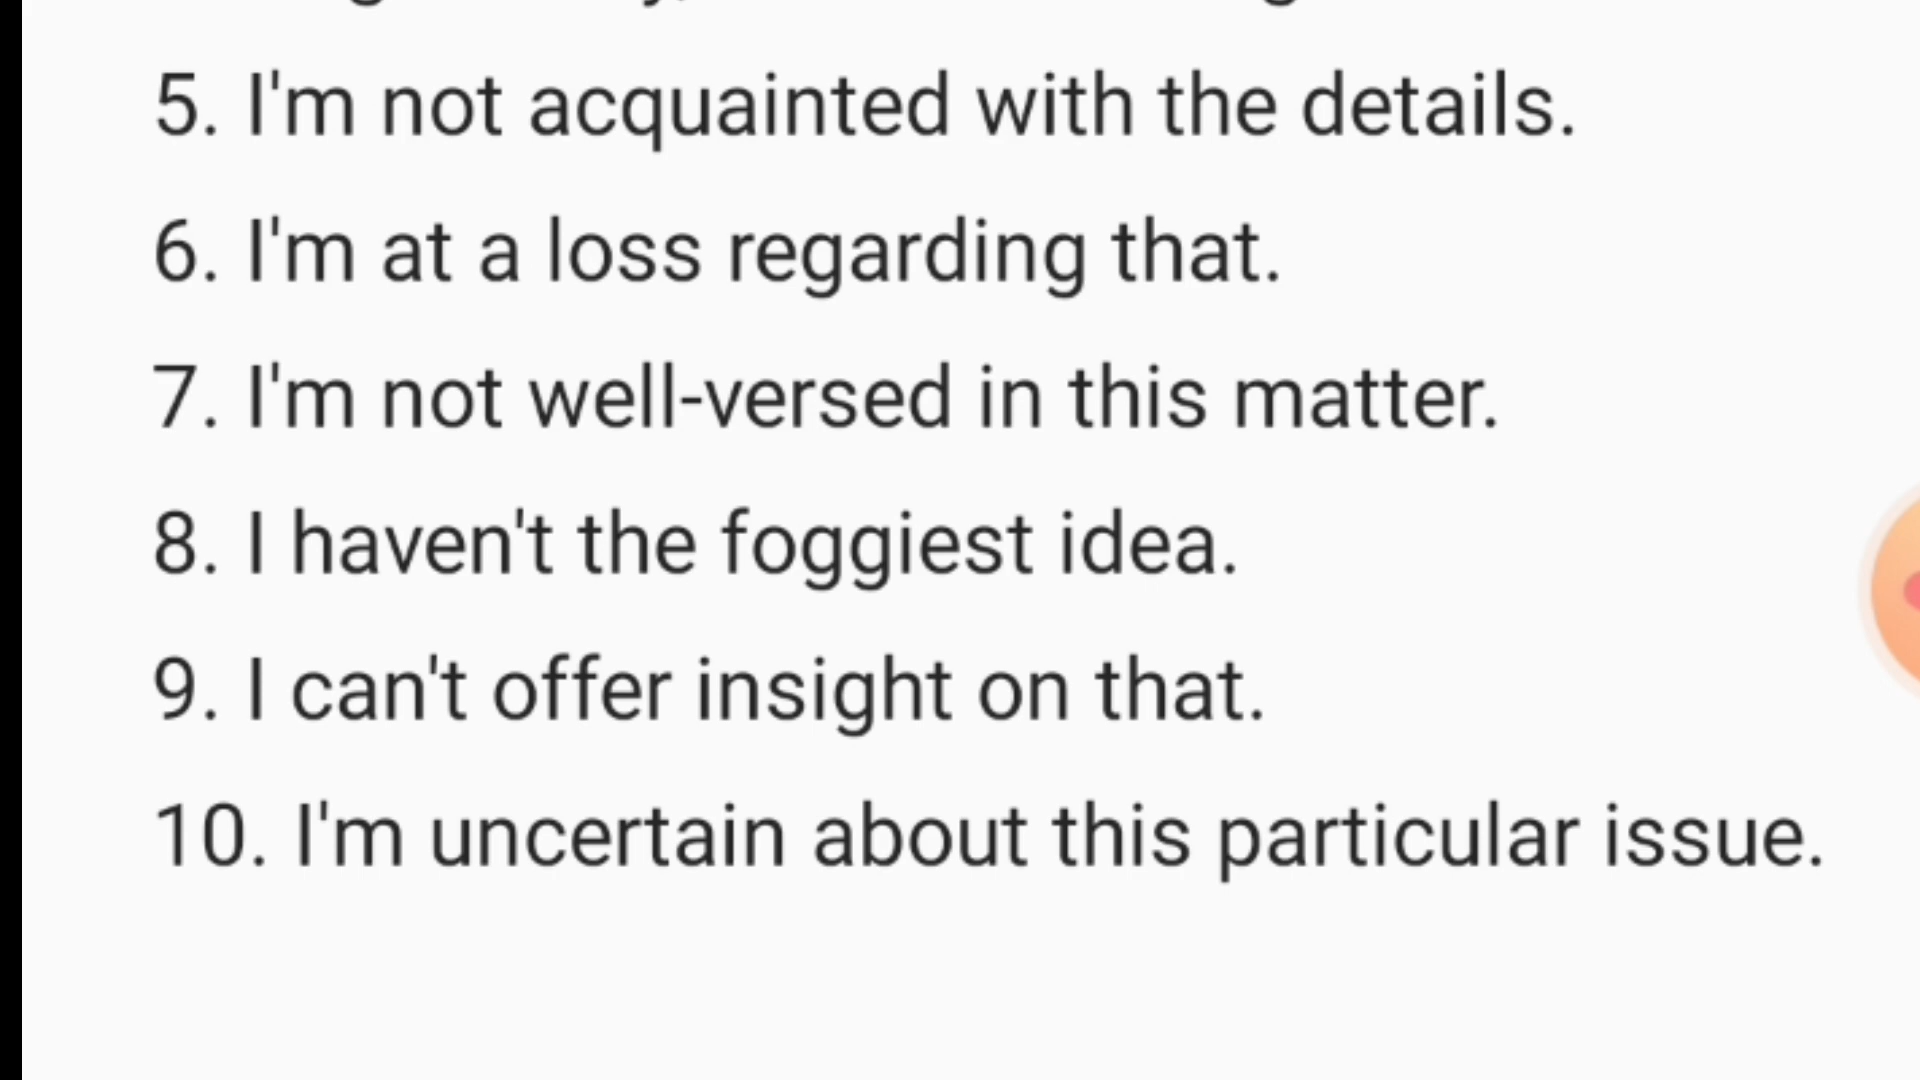 5. I'm not acquainted with the details.
6. I'm at a loss regarding that.
7. I'm not well-versed in this matter.
8. I haven't the foggiest idea.
9. I can't offer insight on that.
10. I'm uncertain about this particular issue.